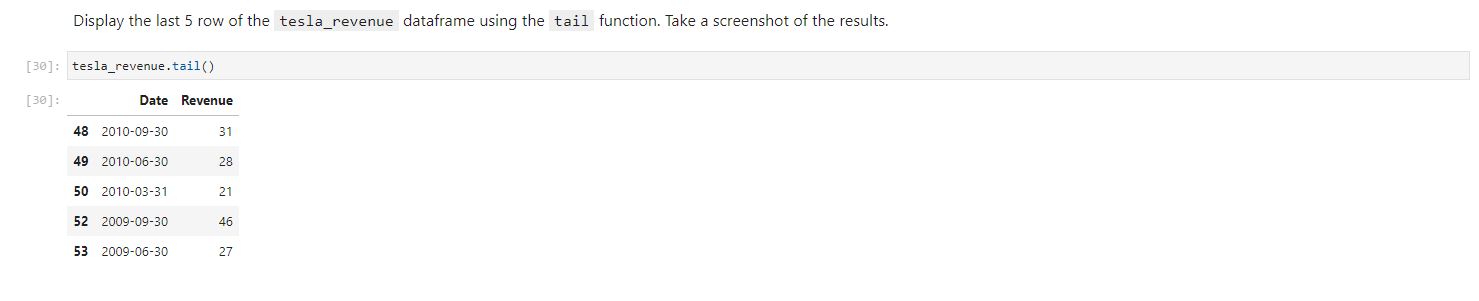 Display the last 5 row of the tesla_revenue dataframe using the tail function. Take a screenshot of the results.
[30]: tesla_revenue.tail()
[30]:
Date Revenue
48 2010-09-30 31
49 2010-06-30 28
50 2010-03-31 21
52 2009-09-30 46
53 2009-06-30 27